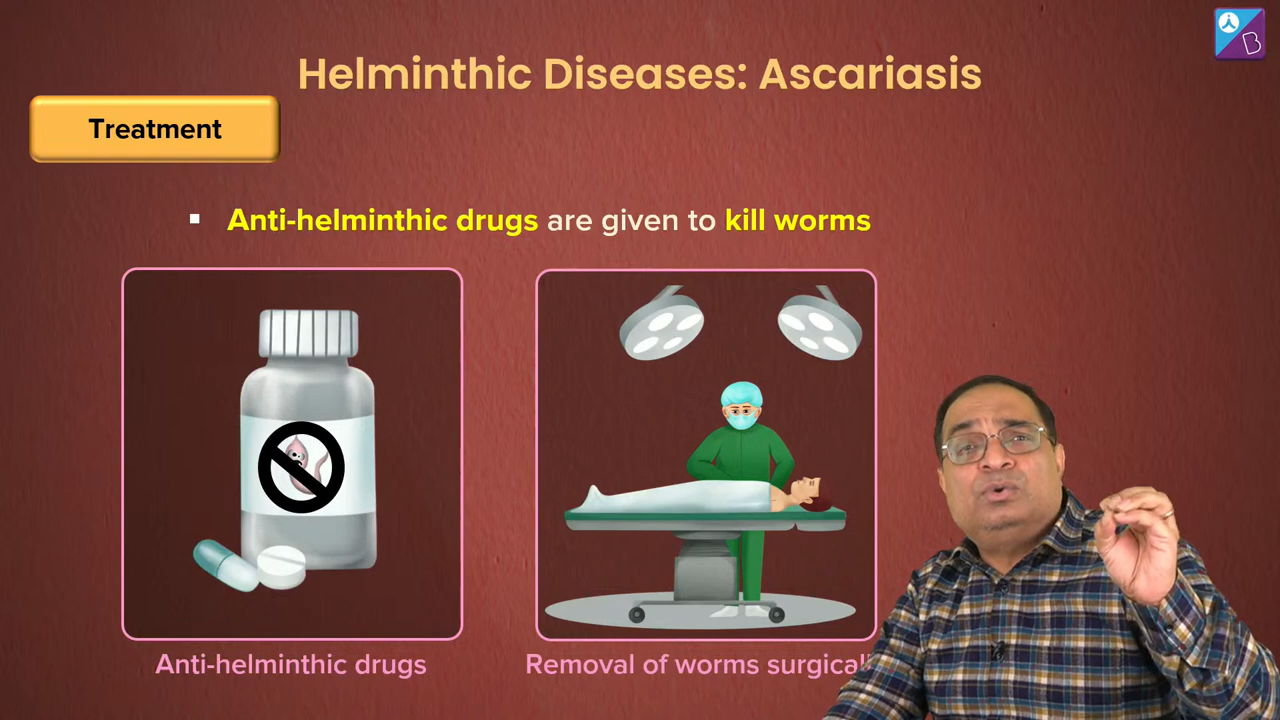 Helminthic Diseases: Ascariasis
Treatment
▪ Anti-helminthic drugs are given to kill worms
Anti-helminthic drugs
Removal of worms